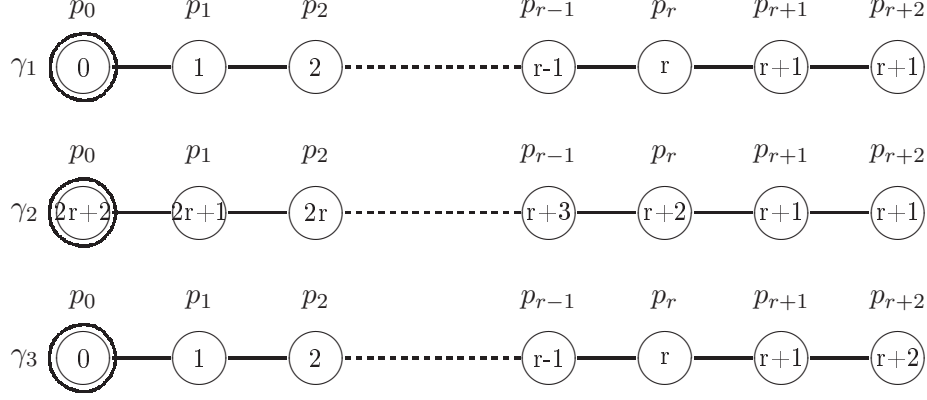 p₀ p₁ p₂ pᵣ₋₁ pᵣ pᵣ₊₁ pᵣ₊₂
γ₁ 0 1 2 r-1 r r+1 r+1
p₀ p₁ p₂ pᵣ₋₁ pᵣ pᵣ₊₁ pᵣ₊₂
γ₂ 2r+2 2r+1 2r r+3 r+2 r+1 r+1
p₀ p₁ p₂ pᵣ₋₁ pᵣ pᵣ₊₁ pᵣ₊₂
γ₃ 0 1 2 r-1 r r+1 r+2